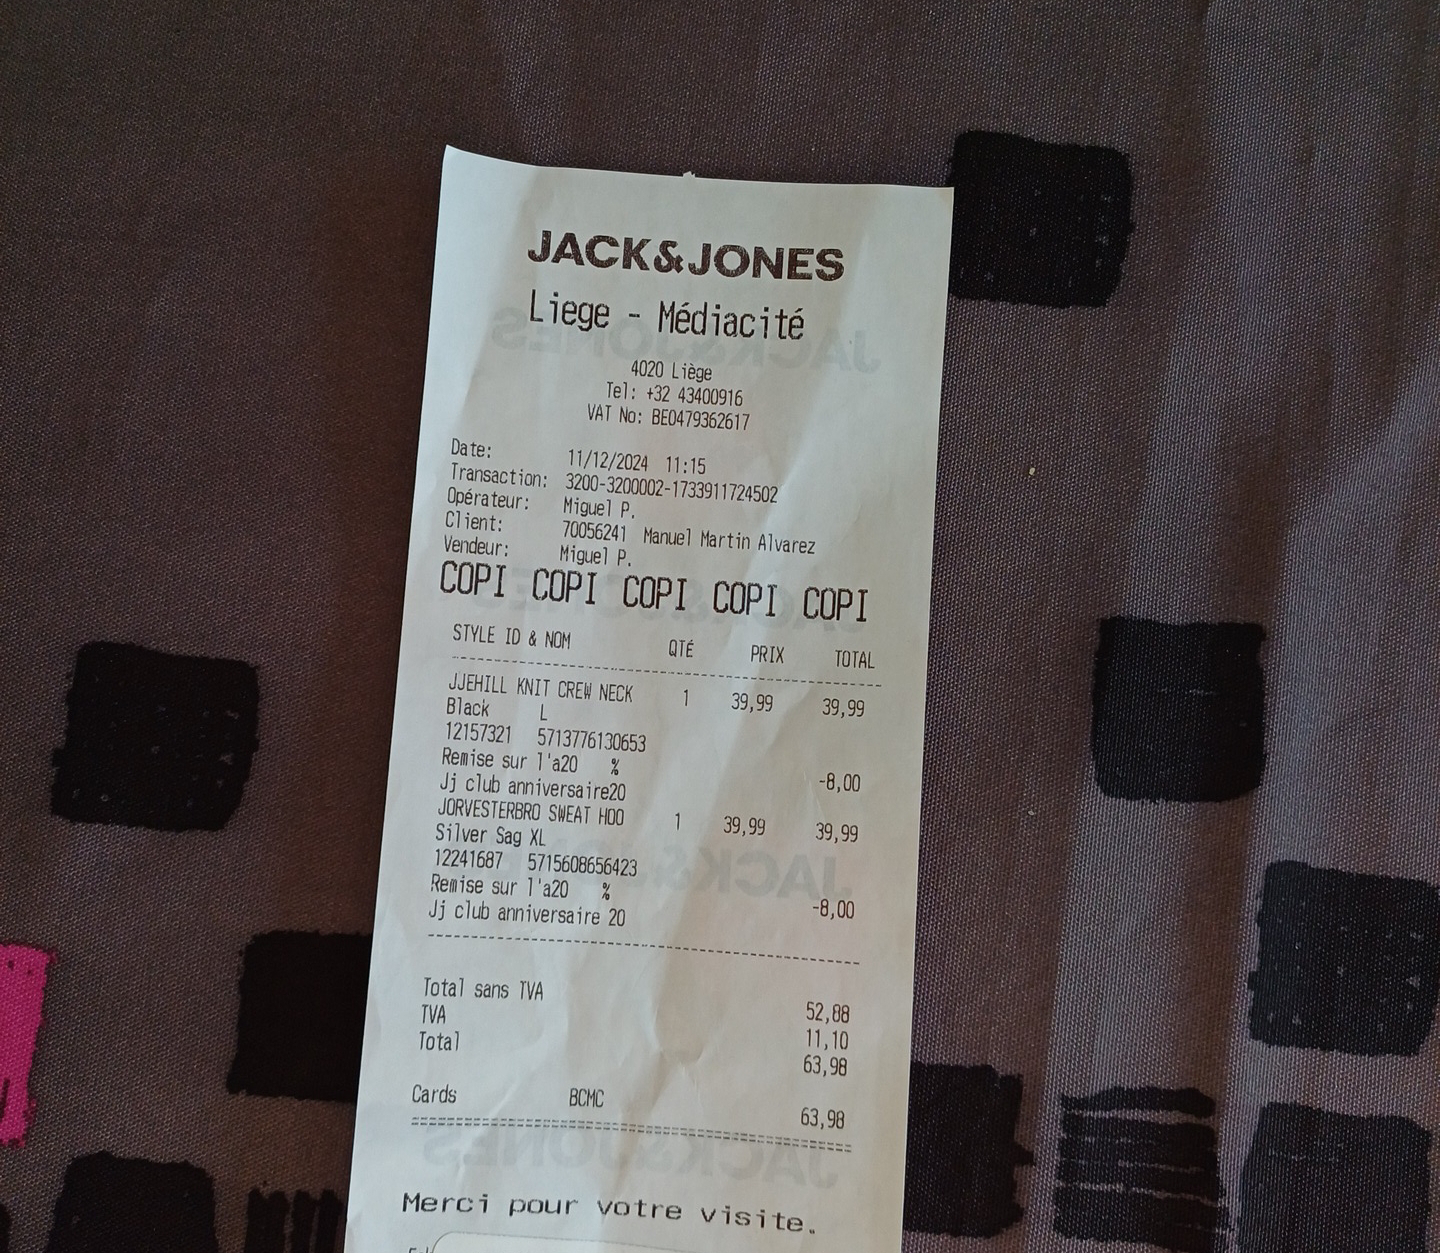 JACK&JONES
Liege - Médiacité
4020 Liège
Tel: +32 43400916
VAT No: BE0479362617
Date: 11/12/2024 11:15
Transaction: 3200-3200002-1733911724502
Opérateur: Miguel P.
Client: 70056241 Manuel Martin Alvarez
Vendeur: Miguel P.
COPI COPI COPI COPI COPI
STYLE ID & NOM QTÉ PRIX TOTAL
JJEHILL KNIT CREW NECK 1 39,99 39,99
Black L
12157321 5713776130653
Remise sur l'a20 % -8,00
Jj club anniversaire20
JORVESTERBRO SWEAT HOO 1 39,99 39,99
Silver Sag XL
12241687 5715608656423
Remise sur l'a20 % -8,00
Jj club anniversaire 20
Total sans TVA 52,88
TVA 11,10
Total 63,98
Cards BCMC 63,98
Merci pour votre visite.